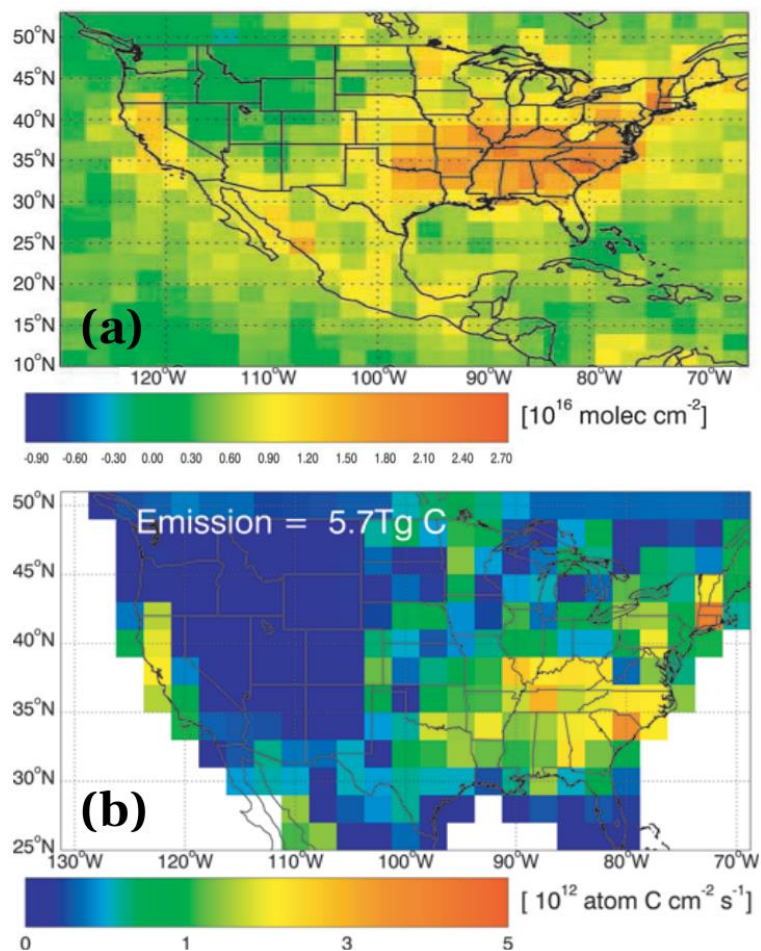 50°N
45°N
40°N
35°N
30°N
25°N
20°N
15°N
10°N
(a)
120°W 110°W 100°W 90°W 80°W 70°W
[10¹⁶ molec cm⁻²]
-0.90 -0.60 -0.30 0.00 0.30 0.60 0.90 1.20 1.50 1.80 2.10 2.40 2.70
50°N
Emission = 5.7Tg C
45°N
40°N
35°N
30°N
(b)
25°N
130°W 120°W 110°W 100°W 90°W 80°W 70°W
[ 10¹² atom C cm⁻² s⁻¹]
0 1 3 5